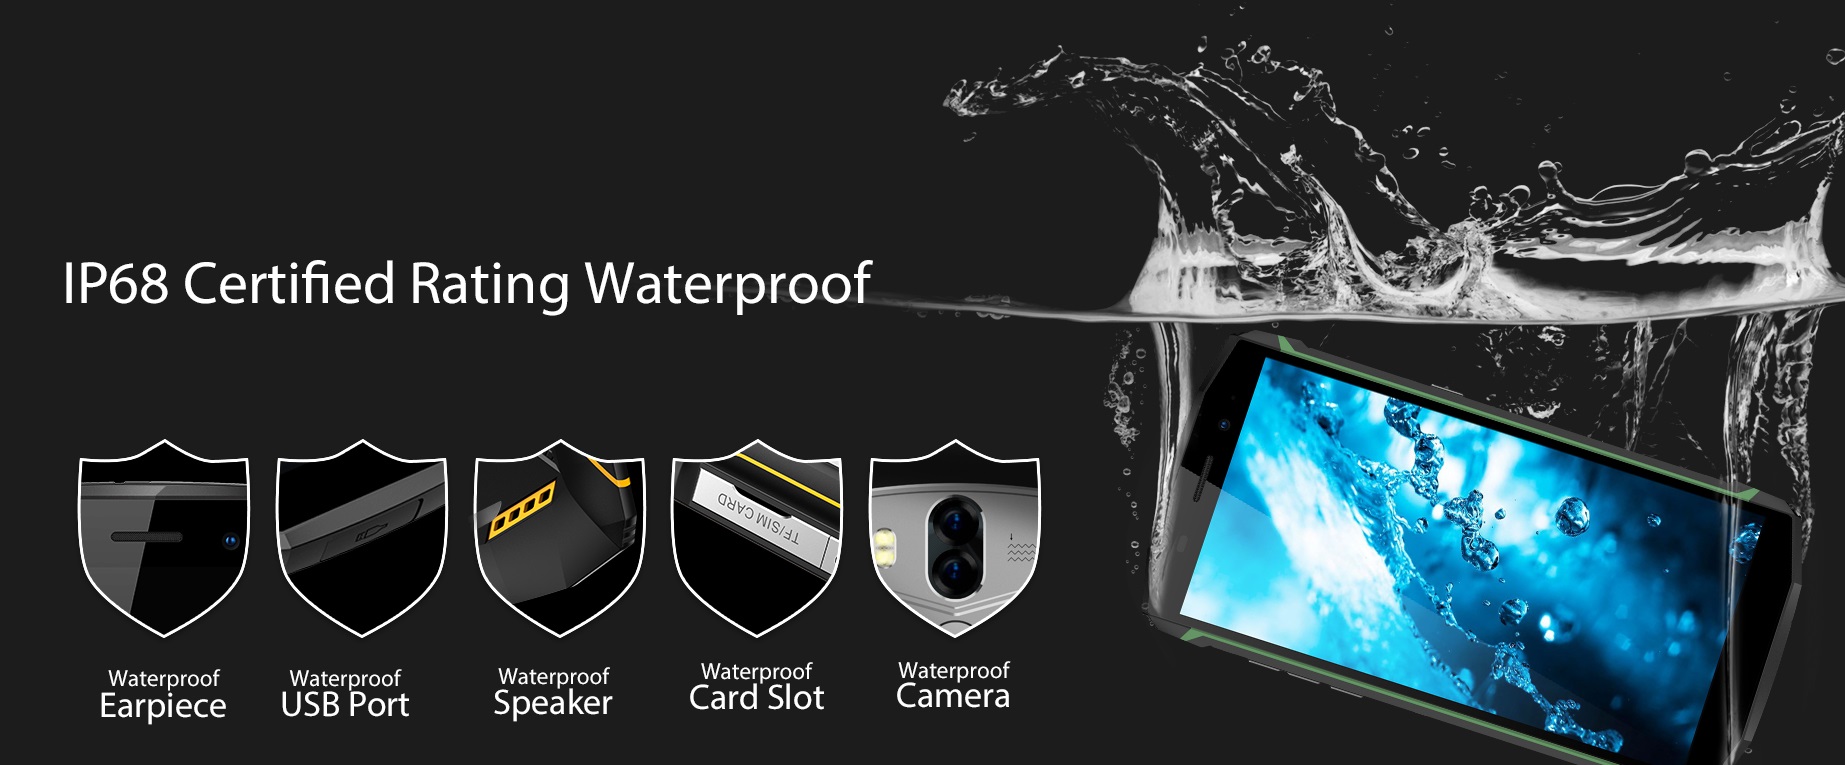 IP68 Certified Rating Waterproof
TF/SIM CARD
Waterproof
Earpiece
Waterproof
USB Port
Waterproof
Speaker
Waterproof
Card Slot
Waterproof
Camera